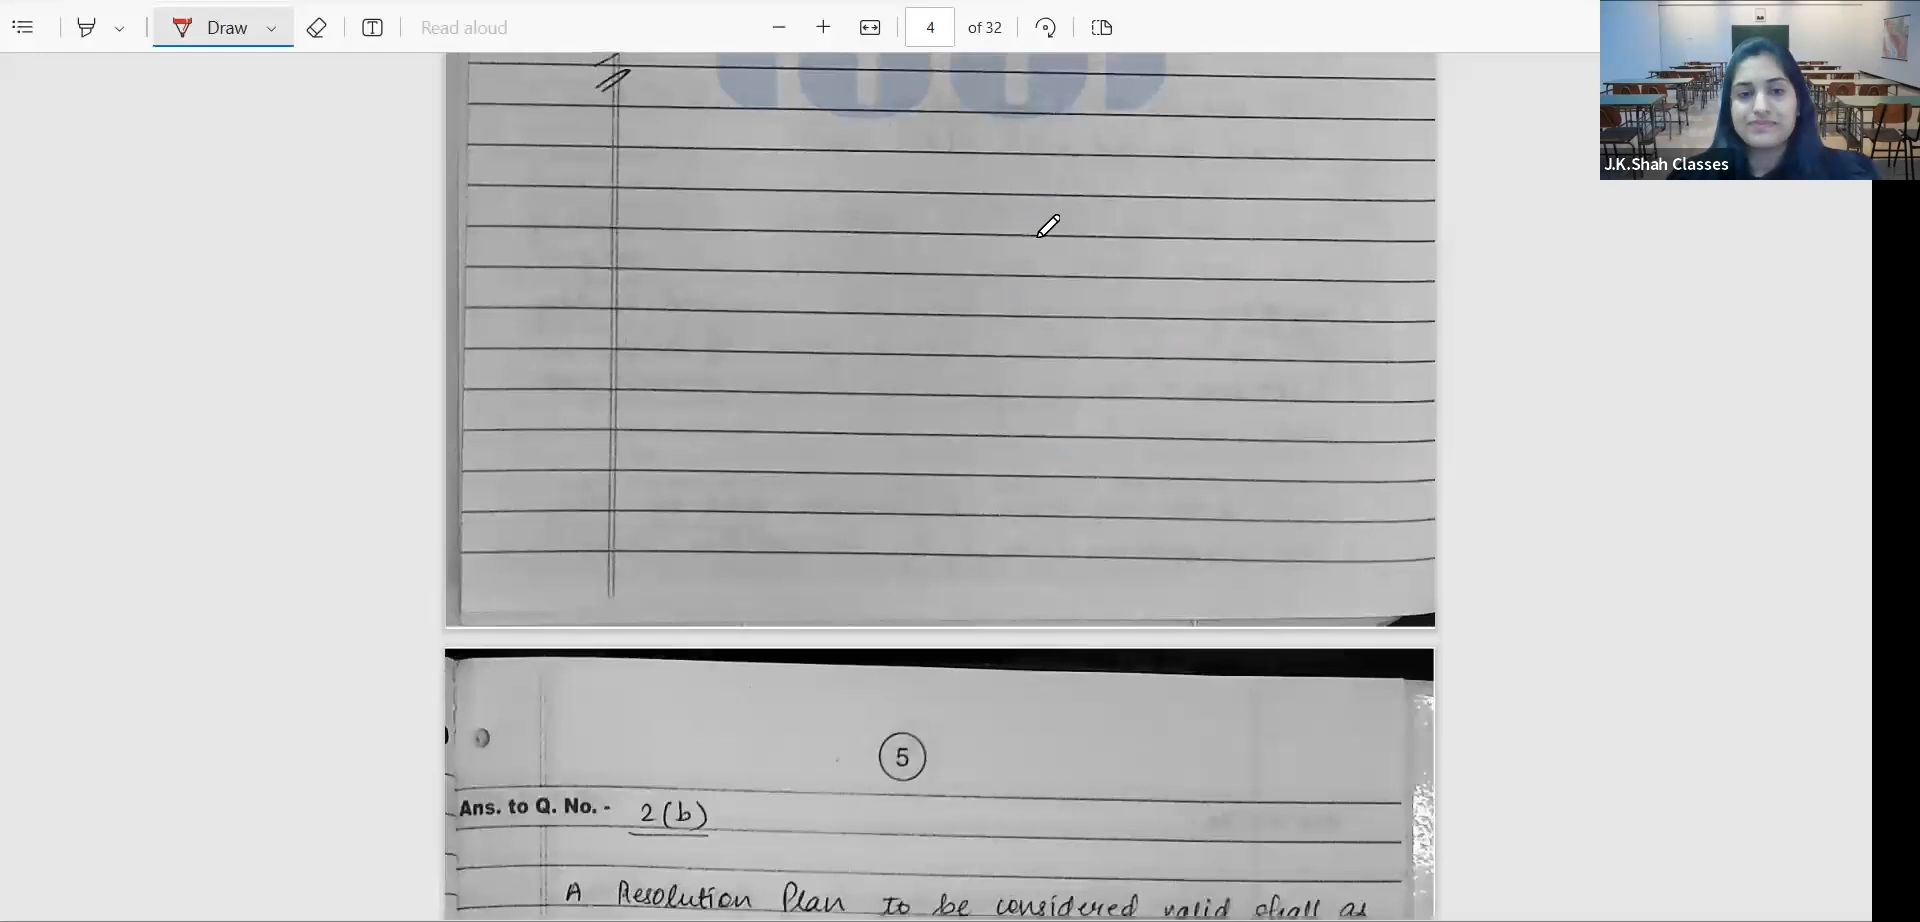 Draw
Read aloud
4 of 32
J.K.Shah Classes
5
Ans. to Q. No. - 2(b)
A Resolution Plan to be considered valid shall as